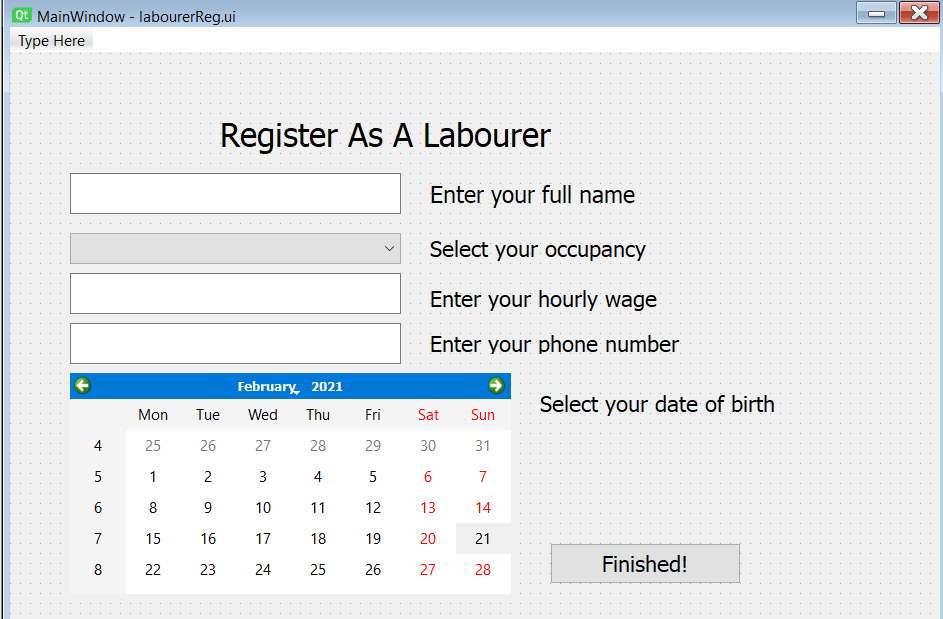 Qt MainWindow - labourerReg.ui
Type Here
Register As A Labourer
Enter your full name
Select your occupancy
Enter your hourly wage
Enter your phone number
February, 2021
Select your date of birth
Mon Tue Wed Thu Fri Sat Sun
4 25 26 27 28 29 30 31
5 1 2 3 4 5 6 7
6 8 9 10 11 12 13 14
7 15 16 17 18 19 20 21
8 22 23 24 25 26 27 28
Finished!